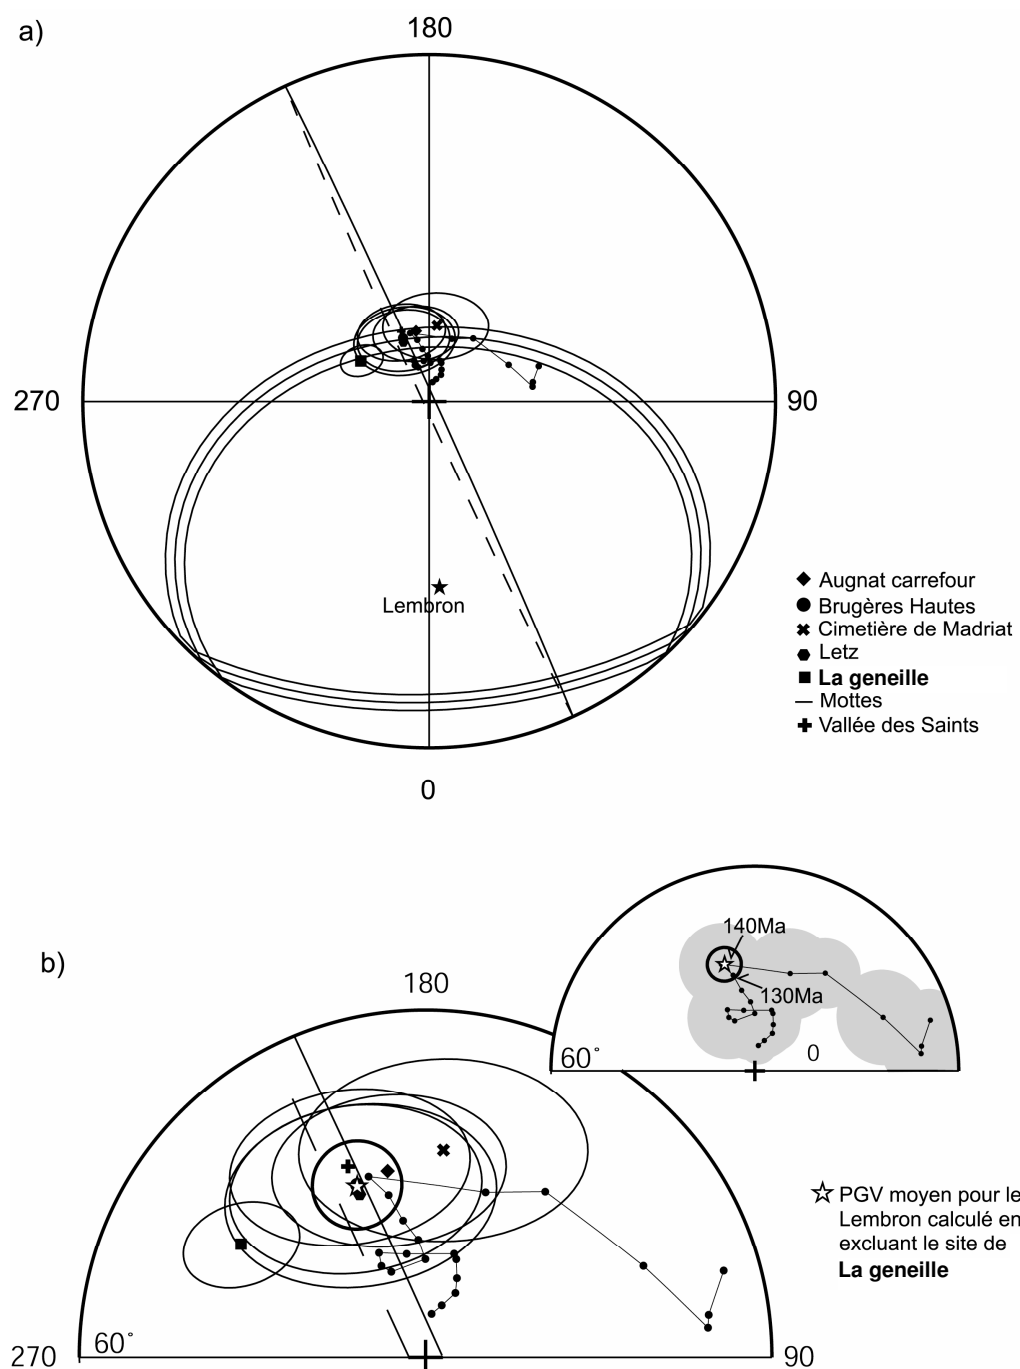 a)
180
270
90
Lembron
Augnat carrefour
Brugères Hautes
Cimetière de Madriat
Letz
La geneille
Mottes
Vallée des Saints
0
140Ma
130Ma
60°
0
b)
180
PGV moyen pour le
Lembron calculé en
excluant le site de
La geneille
60°
270
90